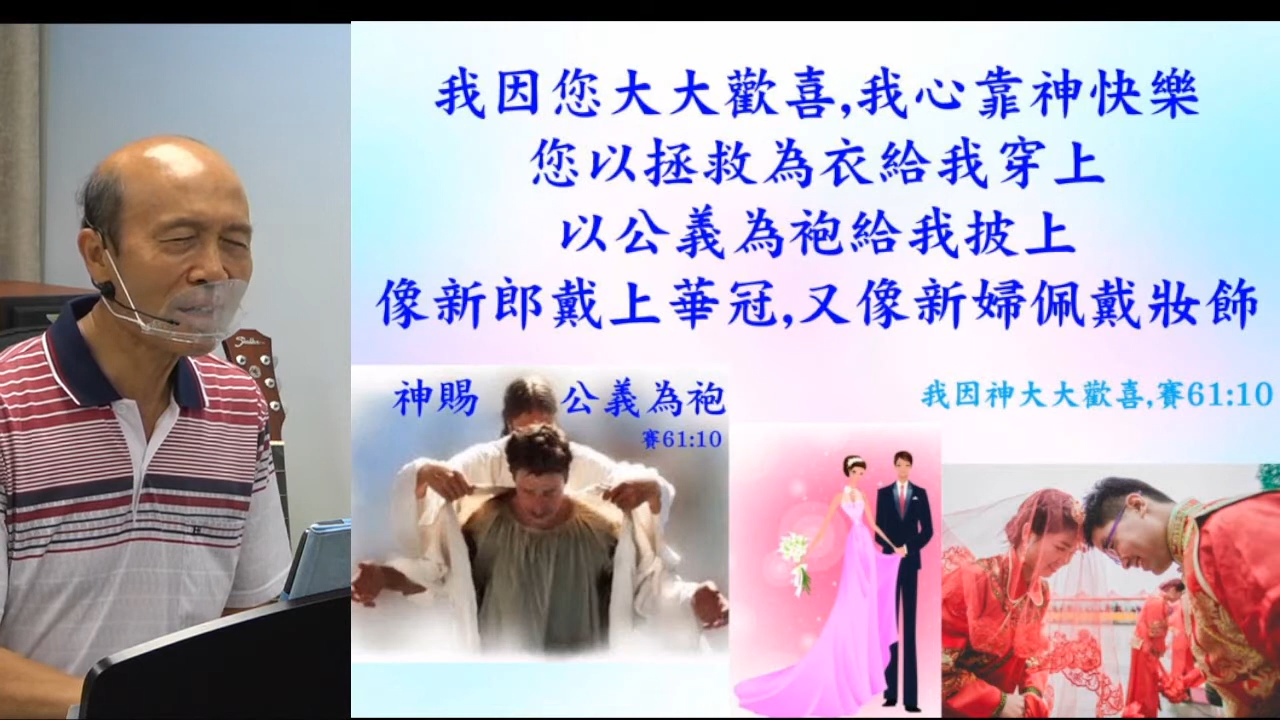 我因您大大歡喜,我心靠神快樂
您以拯救為衣給我穿上
以公義為袍給我披上
像新郎戴上華冠,又像新婦佩戴妝飾
神賜 公義為袍
賽61:10
我因神大大歡喜,賽61:10